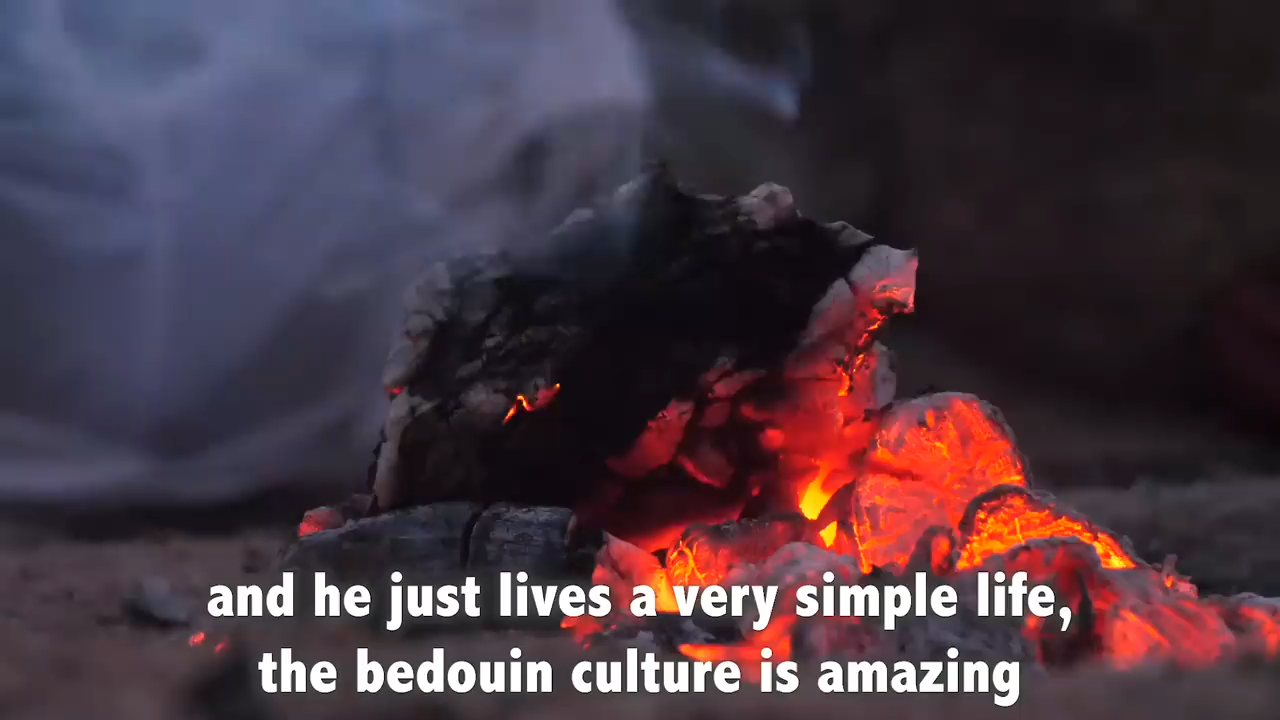 and he just lives a very simple life,
the bedouin culture is amazing